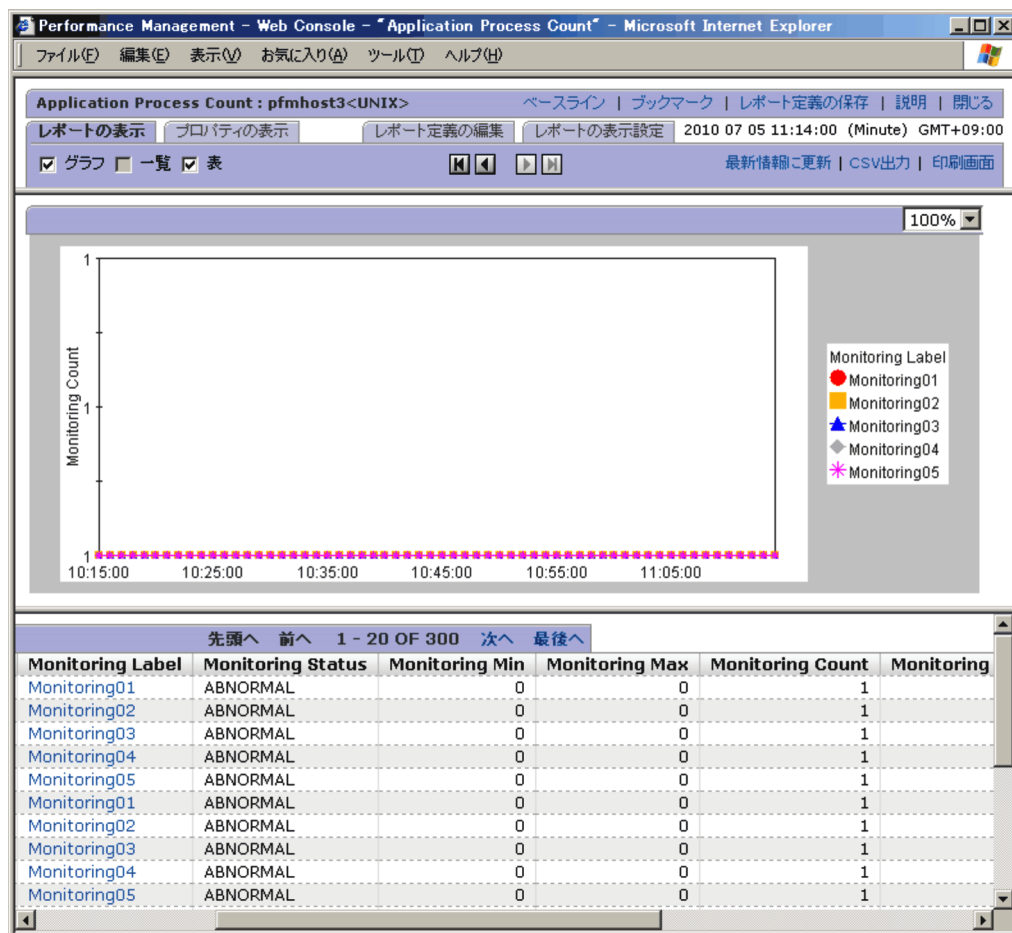 Performance Management - Web Console - "Application Process Count" - Microsoft Internet Explorer
ファイル(F) 編集(E) 表示(V) お気に入り(A) ツール(T) ヘルプ(H)
Application Process Count : pfmhost3<UNIX> ベースライン | ブックマーク | レポート定義の保存 | 説明 | 閉じる
レポートの表示 プロパティの表示 レポート定義の編集 レポートの表示設定 2010 07 05 11:14:00 (Minute) GMT+09:00
グラフ 一覧 表 最新情報に更新 | CSV出力 | 印刷画面
100%
1
1
1
Monitoring Count
10:15:00 10:25:00 10:35:00 10:45:00 10:55:00 11:05:00
Monitoring Label
Monitoring01
Monitoring02
Monitoring03
Monitoring04
Monitoring05
先頭へ 前へ 1 - 20 OF 300 次へ 最後へ
Monitoring Label Monitoring Status Monitoring Min Monitoring Max Monitoring Count Monitoring
Monitoring01 ABNORMAL 0 0 1
Monitoring02 ABNORMAL 0 0 1
Monitoring03 ABNORMAL 0 0 1
Monitoring04 ABNORMAL 0 0 1
Monitoring05 ABNORMAL 0 0 1
Monitoring01 ABNORMAL 0 0 1
Monitoring02 ABNORMAL 0 0 1
Monitoring03 ABNORMAL 0 0 1
Monitoring04 ABNORMAL 0 0 1
Monitoring05 ABNORMAL 0 0 1